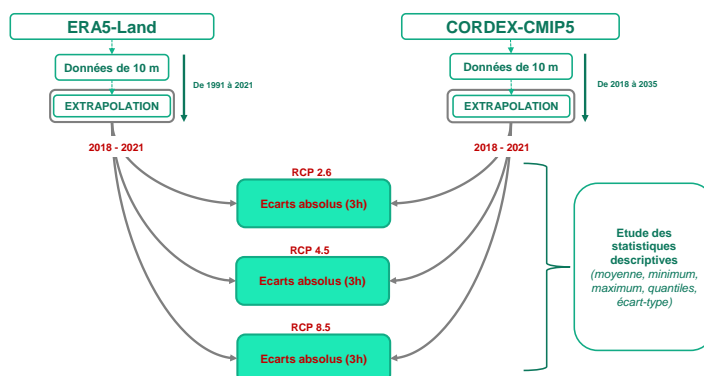 ERA5-Land
CORDEX-CMIP5
Données de 10 m
Données de 10 m
De 1991 à 2021
De 2018 à 2035
EXTRAPOLATION
EXTRAPOLATION
2018 - 2021
2018 - 2021
RCP 2.6
Ecarts absolus (3h)
RCP 4.5
Ecarts absolus (3h)
RCP 8.5
Ecarts absolus (3h)
Etude des
statistiques
descriptives
(moyenne, minimum,
maximum, quantiles,
écart-type)